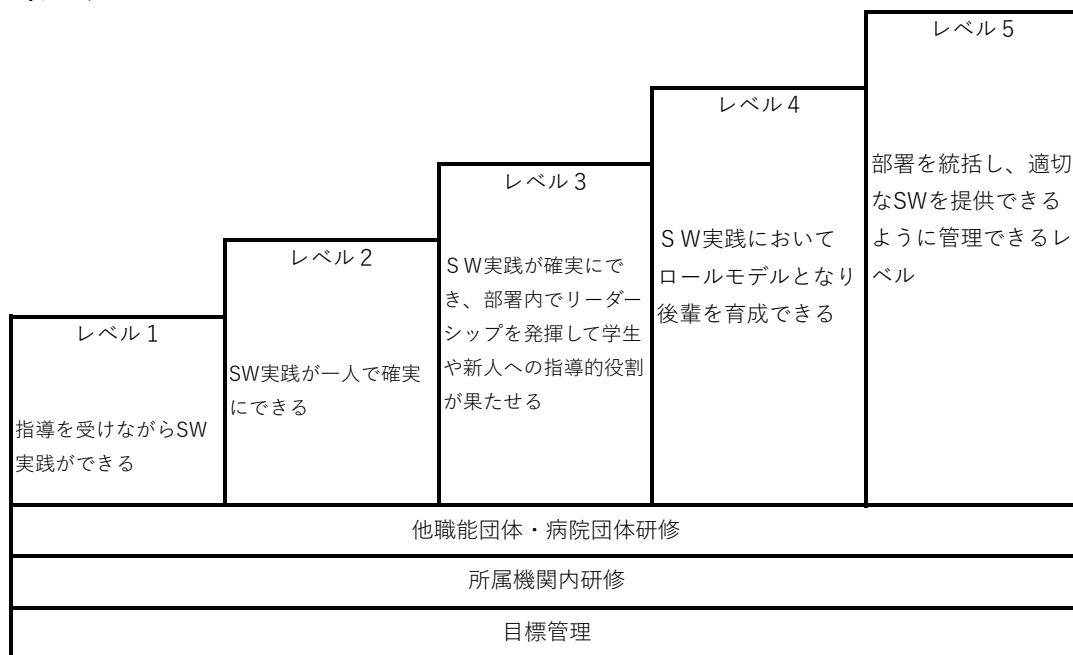 レベル１
指導を受けながらSW
実践ができる
レベル２
SW実践が一人で確実
にできる
レベル３
ＳＷ実践が確実にで
き、部署内でリーダー
シップを発揮して学生
や新人への指導的役割
が果たせる
レベル４
ＳＷ実践において
ロールモデルとなり
後輩を育成できる
レベル５
部署を統括し、適切
なSWを提供できる
ように管理できるレ
ベル
他職能団体・病院団体研修
所属機関内研修
目標管理